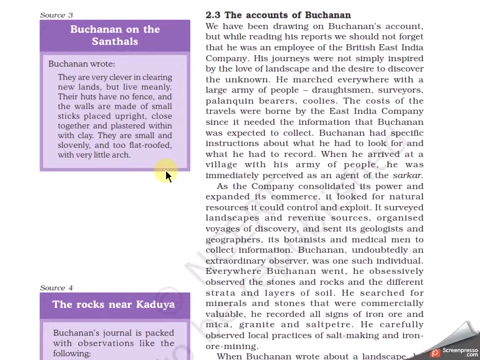 Source 3
Buchanan on the
Santhals
Buchanan wrote:
They are very clever in clearing
new lands, but live meanly.
Their huts have no fence, and
the walls are made of small
sticks placed upright, close
together and plastered within
with clay. They are small and
slovenly, and too flat-roofed,
with very little arch.
Source 4
The rocks near Kaduya
Buchanan's journal is packed
with observations like the
following:
2.3 The accounts of Buchanan
We have been drawing on Buchanan's account,
but while reading his reports we should not forget
that he was an employee of the British East India
Company. His journeys were not simply inspired
by the love of landscape and the desire to discover
the unknown. He marched everywhere with a
large army of people – draughtsmen, surveyors,
palanquin bearers, coolies. The costs of the
travels were borne by the East India Company
since it needed the information that Buchanan
was expected to collect. Buchanan had specific
instructions about what he had to look for and
what he had to record. When he arrived at a
village with his army of people, he was
immediately perceived as an agent of the sarkar.
As the Company consolidated its power and
expanded its commerce, it looked for natural
resources it could control and exploit. It surveyed
landscapes and revenue sources, organised
voyages of discovery, and sent its geologists and
geographers, its botanists and medical men to
collect information. Buchanan, undoubtedly an
extraordinary observer, was one such individual.
Everywhere Buchanan went, he obsessively
observed the stones and rocks and the different
strata and layers of soil. He searched for
minerals and stones that were commercially
valuable, he recorded all signs of iron ore and
mica, granite and saltpetre. He carefully
observed local practices of salt-making and iron-
ore-mining.
When Buchanan wrote about a landscape,
Screenpresso